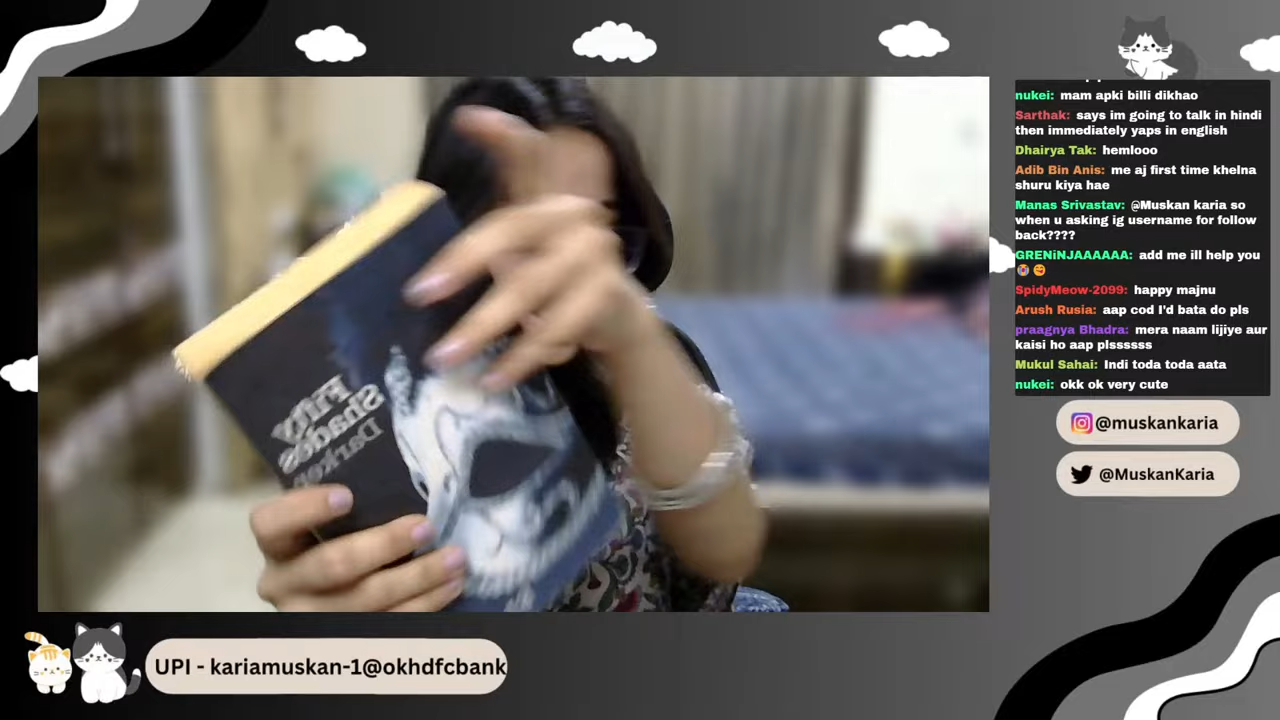 nukei: mam apki billi dikhao
Sarthak: says im going to talk in hindi
then immediately yaps in english
Dhairya Tak: hemlooo
Adib Bin Anis: me aj first time khelna
shuru kiya hae
Manas Srivastav: @Muskan karia so
when u asking ig username for follow
back????
GRENiNJAAAAAA: add me ill help you
😭😋
SpidyMeow-2099: happy majnu
Arush Rusia: aap cod I'd bata do pls
praagnya Bhadra: mera naam lijiye aur
kaisi ho aap plssssss
Mukul Sahai: Indi toda toda aata
nukei: okk ok very cute
@muskankaria
@MuskanKaria
Fifty
Shades
Darker
UPI - kariamuskan-1@okhdfcbank